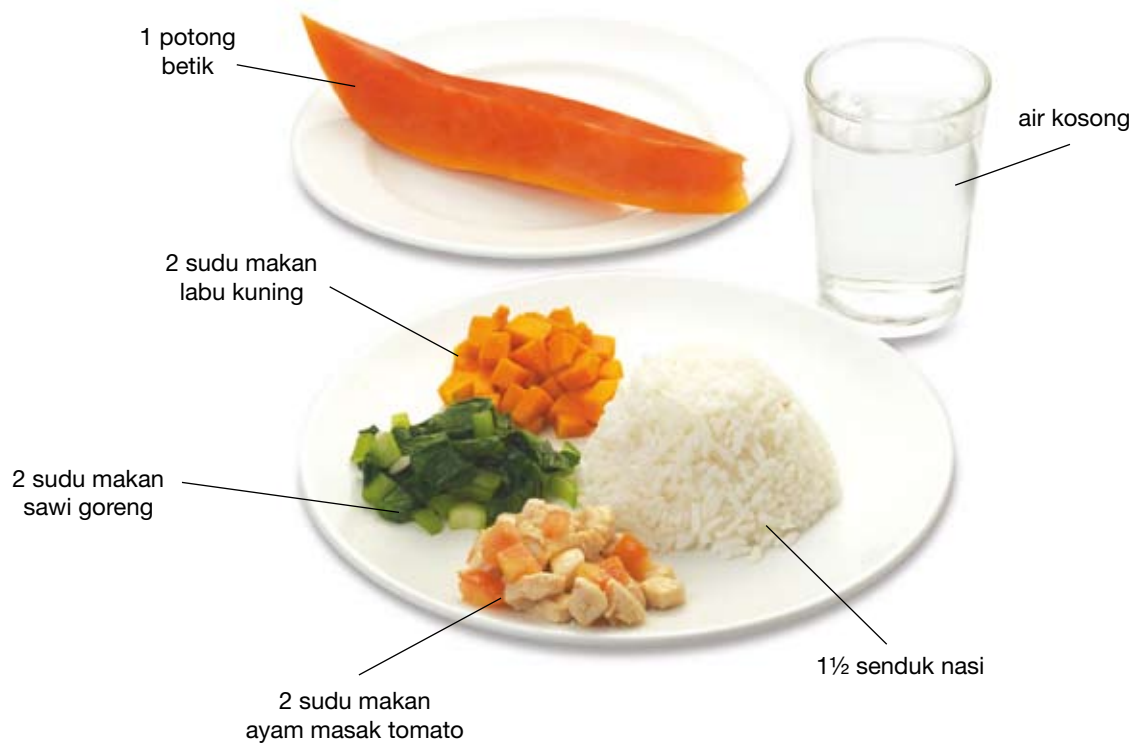 1 potong
betik
air kosong
2 sudu makan
labu kuning
2 sudu makan
sawi goreng
1½ senduk nasi
2 sudu makan
ayam masak tomato